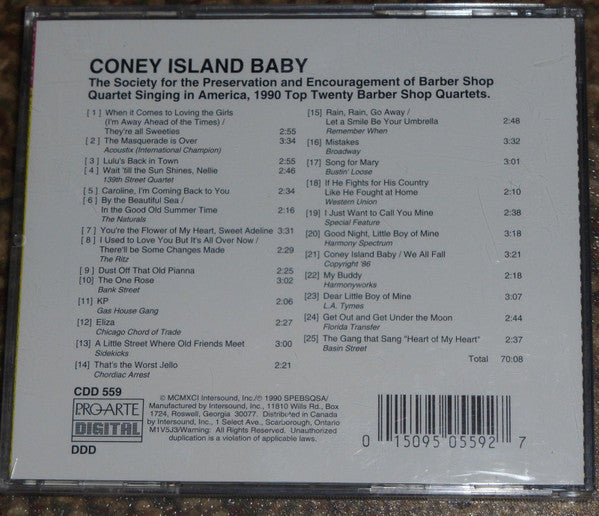 CONEY ISLAND BABY
The Society for the Preservation and Encouragement of Barber Shop
Quartet Singing in America, 1990 Top Twenty Barber Shop Quartets.
[ 1 ] When it Comes to Loving the Girls
(I'm Away Ahead of the Times) /
They're all Sweeties 2:55
[ 2 ] The Masquerade is Over 3:34
Acoustix (International Champion)
[ 3 ] Lulu's Back in Town 2:55
[ 4 ] Wait 'till the Sun Shines, Nellie 2:46
139th Street Quartet
[ 5 ] Caroline, I'm Coming Back to You 2:34
[ 6 ] By the Beautiful Sea /
In the Good Old Summer Time 2:16
The Naturals
[ 7 ] You're the Flower of My Heart, Sweet Adeline 3:31
[ 8 ] I Used to Love You But It's All Over Now /
There'll be Some Changes Made 2:29
The Ritz
[ 9 ] Dust Off That Old Pianna 2:25
[10] The One Rose 3:02
Bank Street
[11] KP 2:06
Gas House Gang
[12] Eliza 2:27
Chicago Chord of Trade
[13] A Little Street Where Old Friends Meet 3:00
Sidekicks
[14] That's the Worst Jello 2:21
Chordiac Arrest
[15] Rain, Rain, Go Away /
Let a Smile Be Your Umbrella 2:48
Remember When
[16] Mistakes 3:32
Broadway
[17] Song for Mary 3:01
Bustin' Loose
[18] If He Fights for His Country
Like He Fought at Home 2:10
Western Union
[19] I Just Want to Call You Mine 2:38
Special Feature
[20] Good Night, Little Boy of Mine 3:18
Harmony Spectrum
[21] Coney Island Baby / We All Fall 3:21
Copyright '86
[22] My Buddy 2:18
Harmonyworks
[23] Dear Little Boy of Mine 3:07
L.A. Tymes
[24] Get Out and Get Under the Moon 2:44
Florida Transfer
[25] The Gang that Sang "Heart of My Heart" 2:37
Basin Street
Total 70:08
CDD 559
PRO ARTE
DIGITAL
DDD
© MCMXCI Intersound, Inc./℗ 1990 SPEBSQSA/
Manufactured by Intersound, Inc., 11810 Wills Rd., Box
1724, Roswell, Georgia 30077. Distributed in Canada
by Intersound, Inc., 1 Select Ave., Scarborough, Ontario
M1V5J3/Warning: All Rights Reserved. Unauthorized
duplication is a violation of applicable laws.
0 15095 05592 7